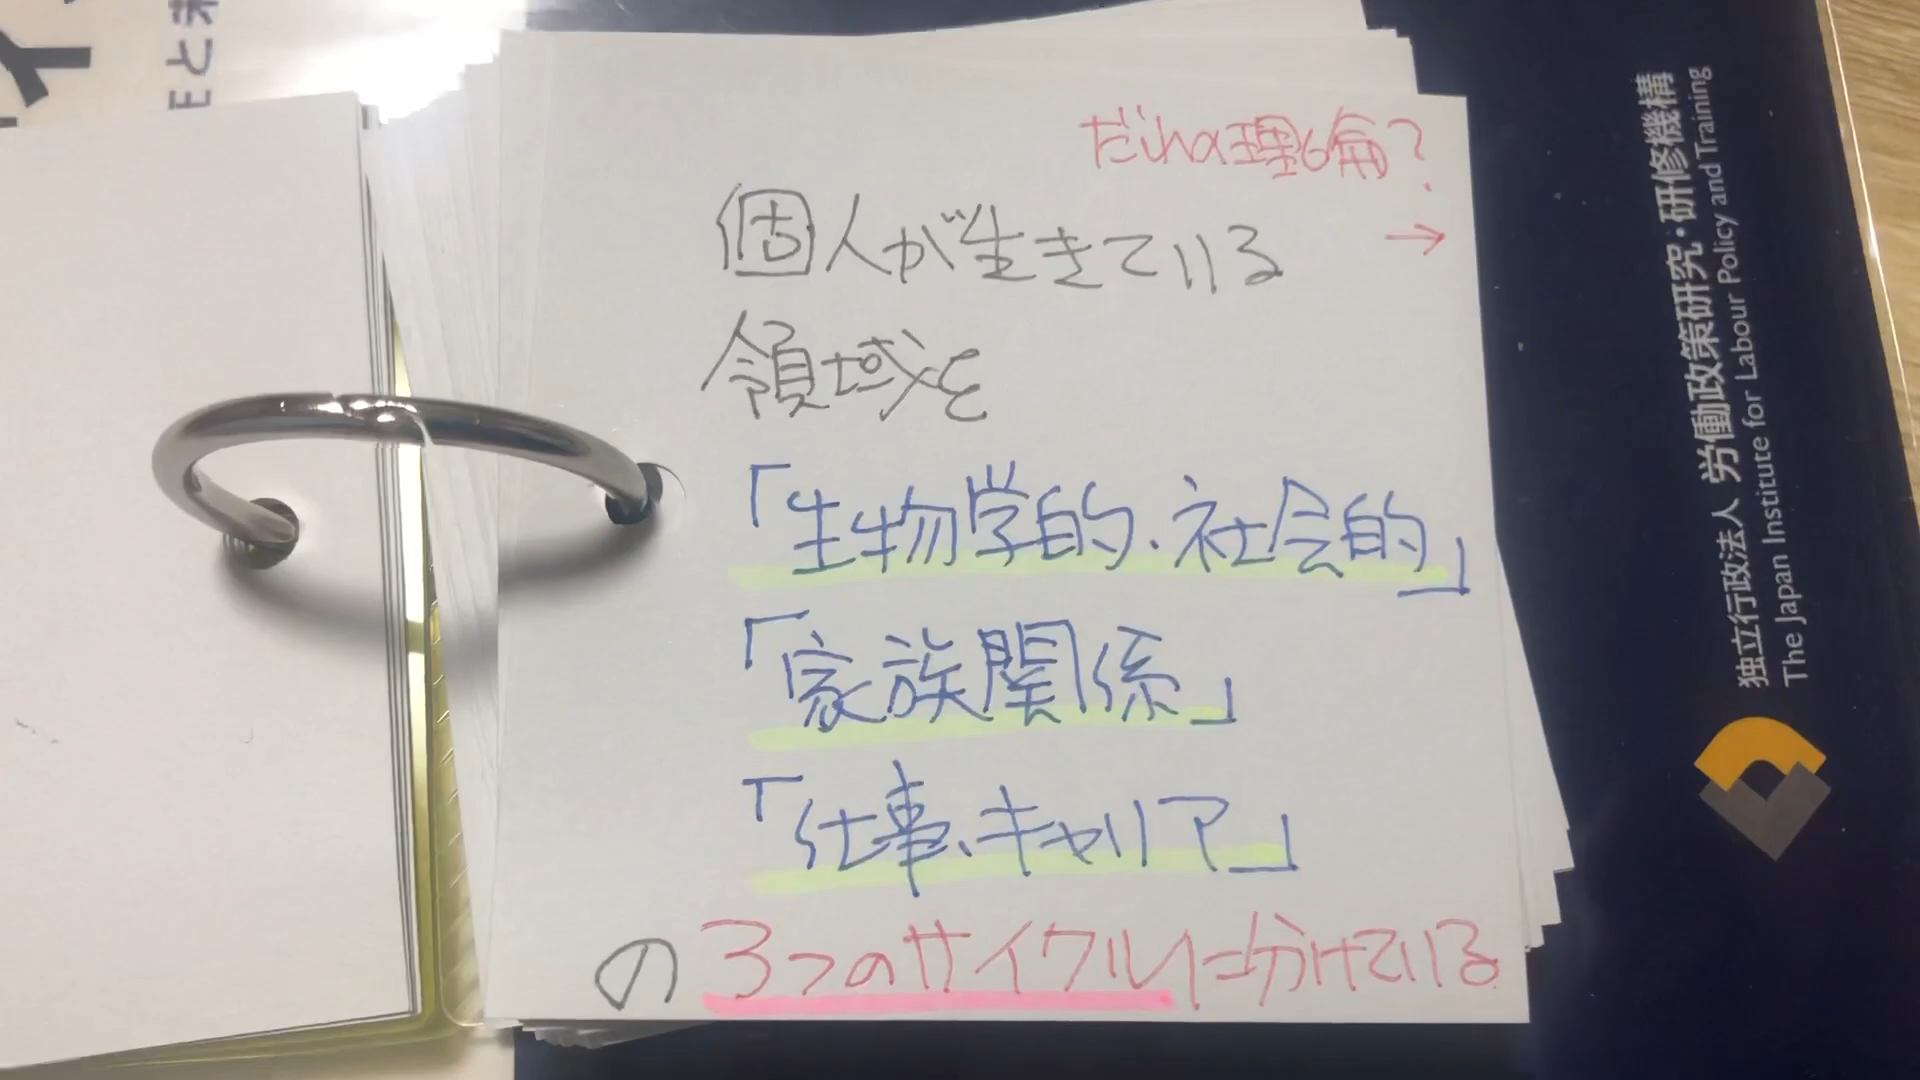 だれの理論?
→
個人が生きている
領域を
「生物学的・社会的」
「家族関係」
「仕事、キャリア」
の3つのサイクルに分けている
独立行政法人 労働政策研究・研修機構
The Japan Institute for Labour Policy and Training